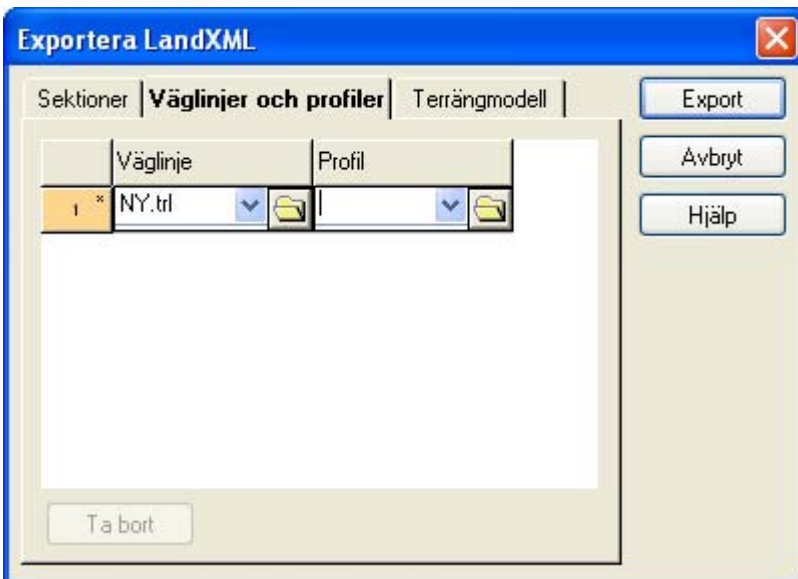 Exportera LandXML
Sektioner Väglinjer och profiler Terrängmodell
Export
Avbryt
Hjälp
Väglinje Profil
1 * NY.trl
Ta bort